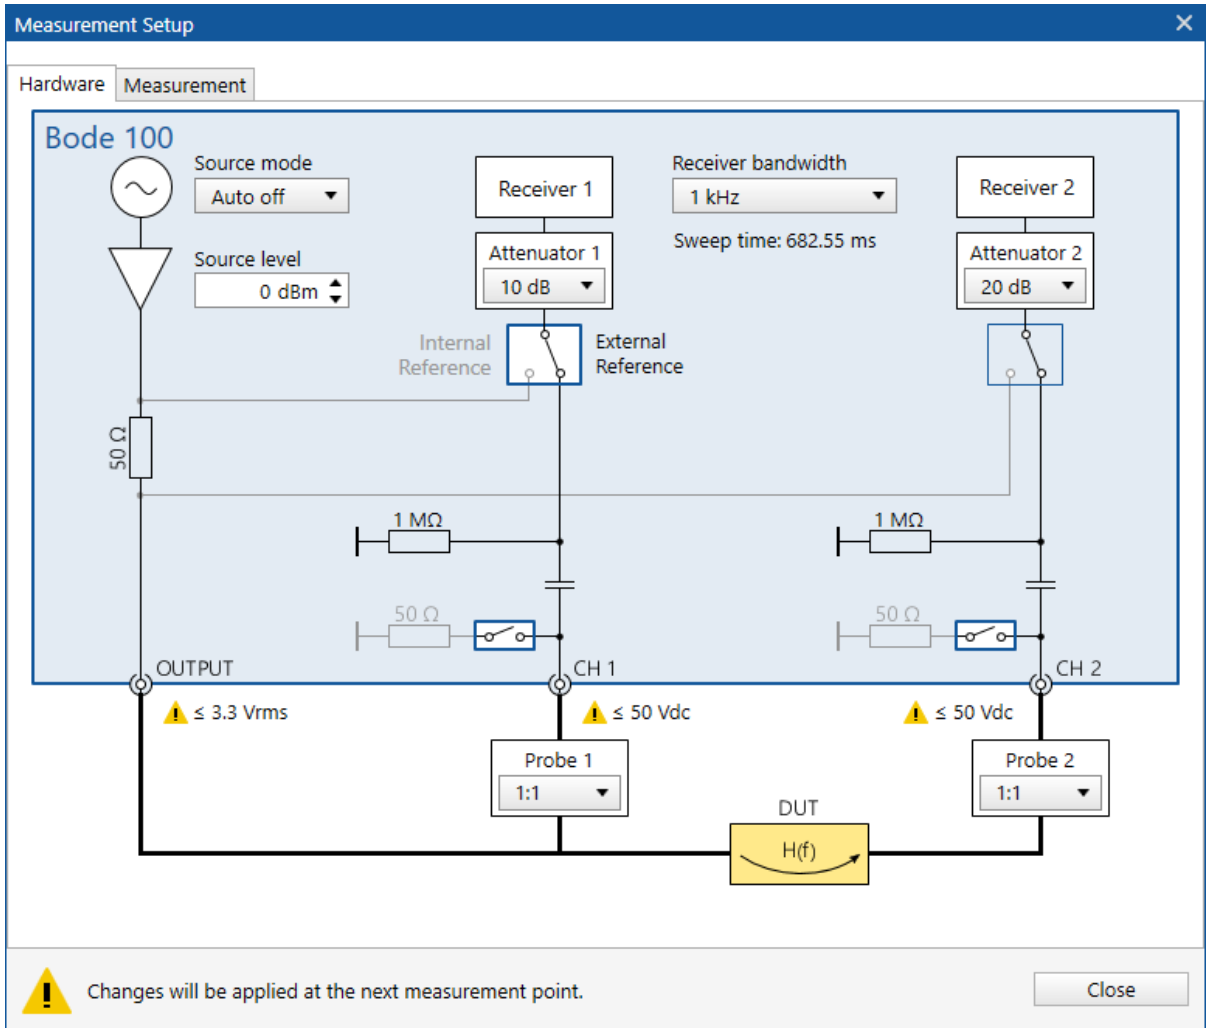 Measurement Setup
Hardware
Measurement
Bode 100
Source mode
Auto off
Receiver 1
Receiver bandwidth
1 kHz
Receiver 2
Sweep time: 682.55 ms
Source level
0 dBm
Attenuator 1
10 dB
Attenuator 2
20 dB
Internal
Reference
External
Reference
50 Ω
1 MΩ
1 MΩ
50 Ω
50 Ω
OUTPUT
CH 1
CH 2
≤ 3.3 Vrms
≤ 50 Vdc
≤ 50 Vdc
Probe 1
1:1
Probe 2
1:1
DUT
H(f)
Changes will be applied at the next measurement point.
Close